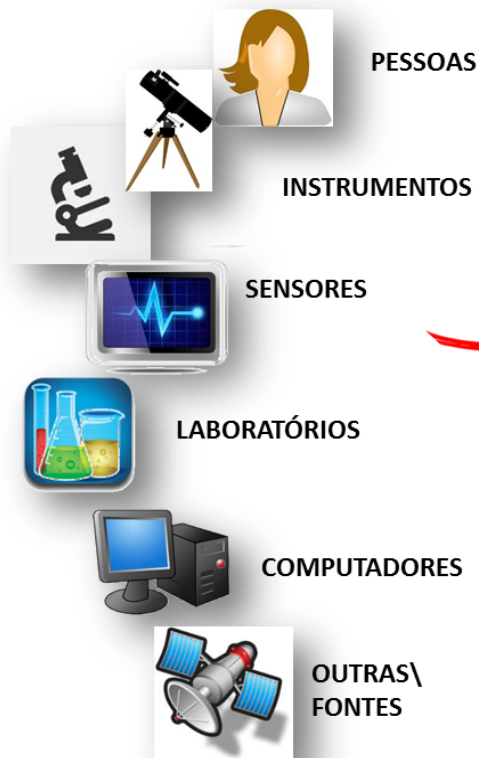 PESSOAS
INSTRUMENTOS
SENSORES
LABORATÓRIOS
COMPUTADORES
OUTRAS\
FONTES